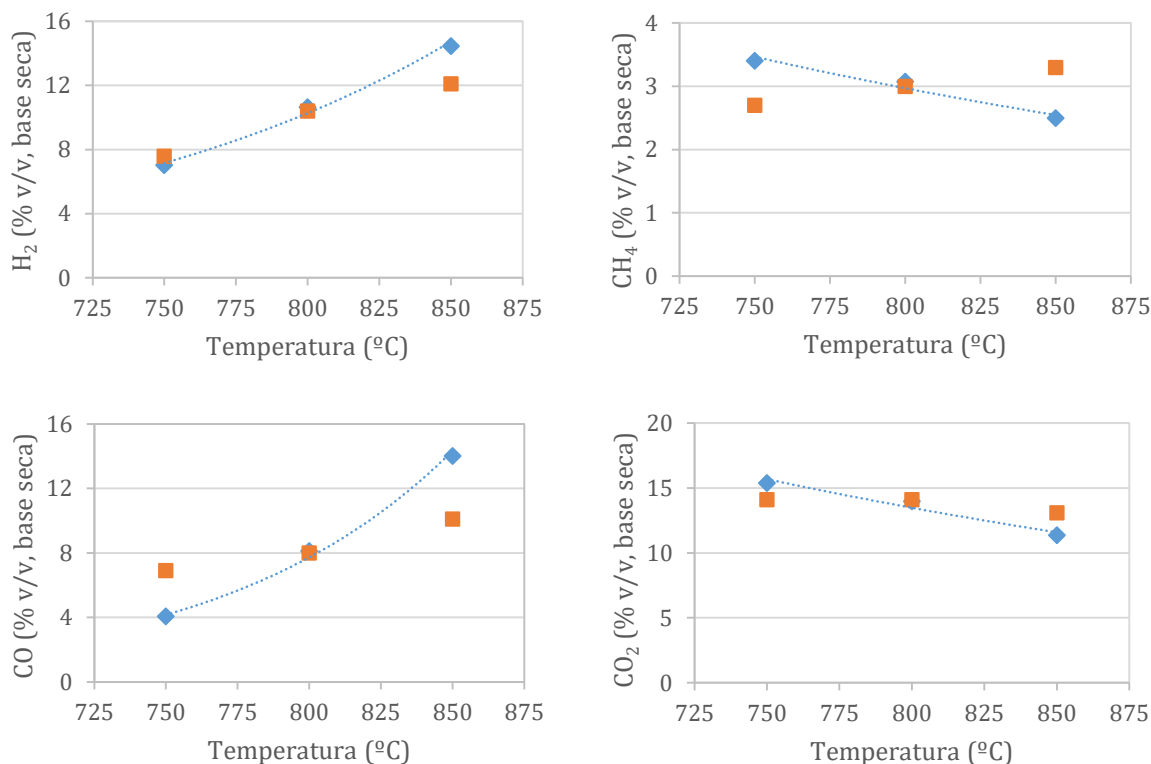 H₂ (% v/v, base seca)
16
12
8
4
0
725 750 775 800 825 850 875
Temperatura (ºC)
CH₄ (% v/v, base seca)
4
3
2
1
0
725 750 775 800 825 850 875
Temperatura (ºC)
CO (% v/v, base seca)
16
12
8
4
0
725 750 775 800 825 850 875
Temperatura (ºC)
CO₂ (% v/v, base seca)
20
15
10
5
0
725 750 775 800 825 850 875
Temperatura (ºC)